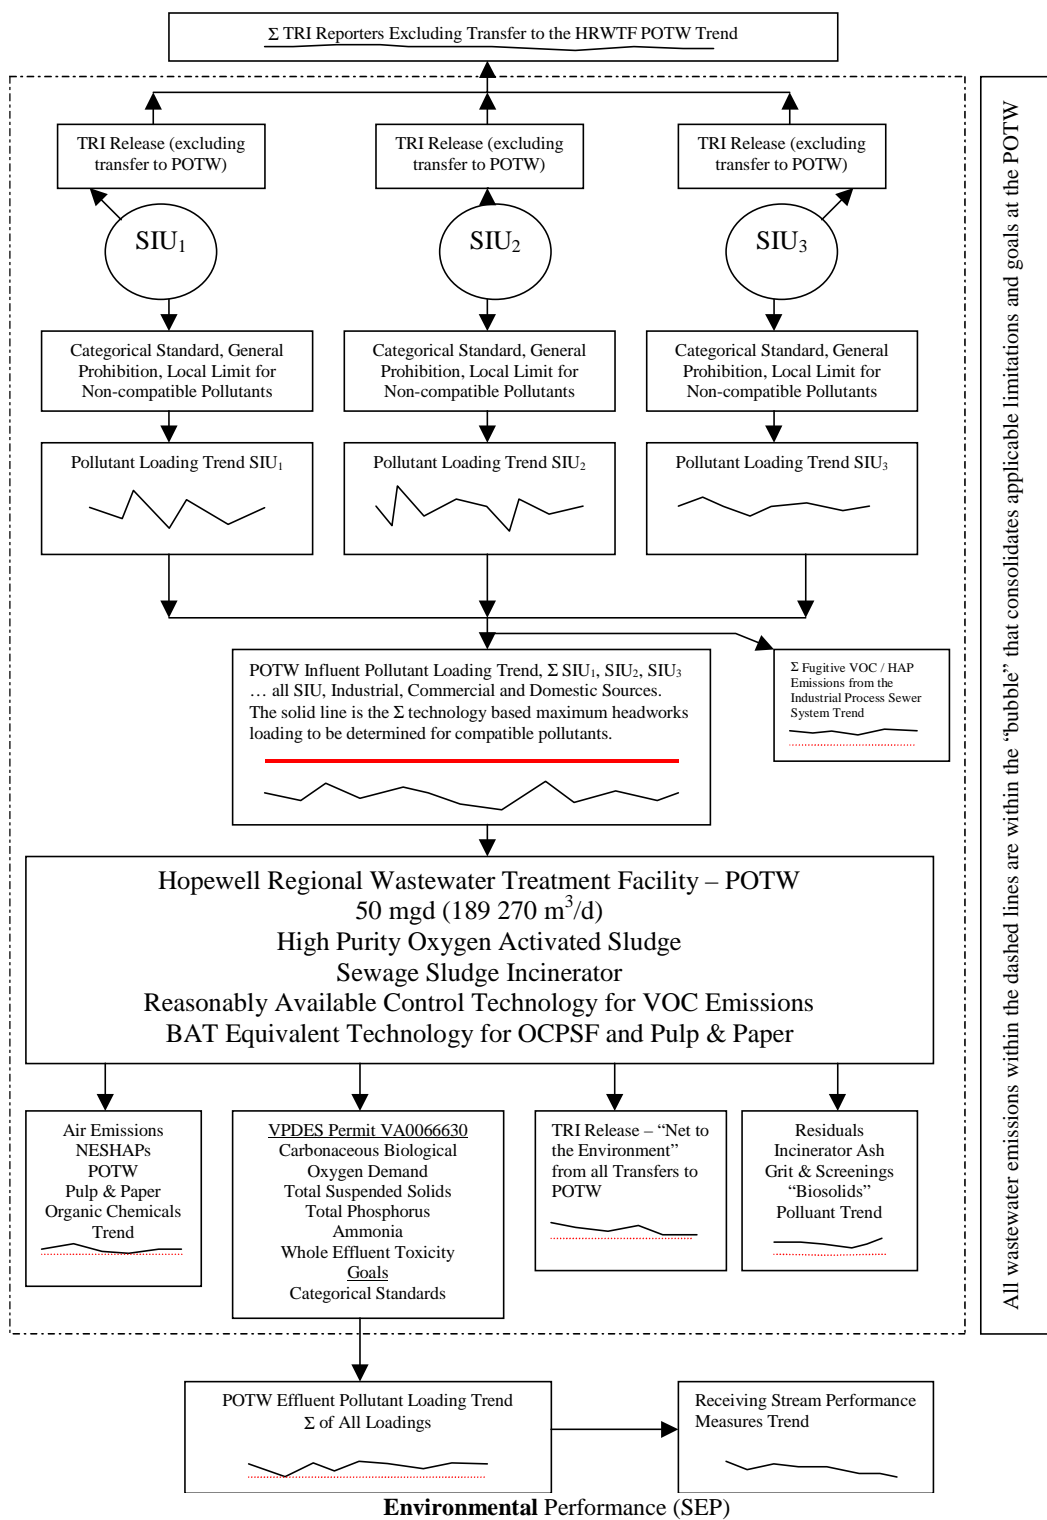 Σ TRI Reporters Excluding Transfer to the HRWTF POTW Trend
TRI Release (excluding
transfer to POTW)
TRI Release (excluding
transfer to POTW)
TRI Release (excluding
transfer to POTW)
SIU₁
SIU₂
SIU₃
Categorical Standard, General
Prohibition, Local Limit for
Non-compatible Pollutants
Categorical Standard, General
Prohibition, Local Limit for
Non-compatible Pollutants
Categorical Standard, General
Prohibition, Local Limit for
Non-compatible Pollutants
Pollutant Loading Trend SIU₁
Pollutant Loading Trend SIU₂
Pollutant Loading Trend SIU₃
POTW Influent Pollutant Loading Trend, Σ SIU₁, SIU₂, SIU₃
… all SIU, Industrial, Commercial and Domestic Sources.
The solid line is the Σ technology based maximum headworks
loading to be determined for compatible pollutants.
Σ Fugitive VOC / HAP
Emissions from the
Industrial Process Sewer
System Trend
Hopewell Regional Wastewater Treatment Facility – POTW
50 mgd (189 270 m³/d)
High Purity Oxygen Activated Sludge
Sewage Sludge Incinerator
Reasonably Available Control Technology for VOC Emissions
BAT Equivalent Technology for OCPSF and Pulp & Paper
Air Emissions
NESHAPs
POTW
Pulp & Paper
Organic Chemicals
Trend
VPDES Permit VA0066630
Carbonaceous Biological
Oxygen Demand
Total Suspended Solids
Total Phosphorus
Ammonia
Whole Effluent Toxicity
Goals
Categorical Standards
TRI Release – “Net to
the Environment”
from all Transfers to
POTW
Residuals
Incinerator Ash
Grit & Screenings
“Biosolids”
Polluant Trend
POTW Effluent Pollutant Loading Trend
Σ of All Loadings
Receiving Stream Performance
Measures Trend
All wastewater emissions within the dashed lines are within the “bubble” that consolidates applicable limitations and goals at the POTW
Environmental Performance (SEP)